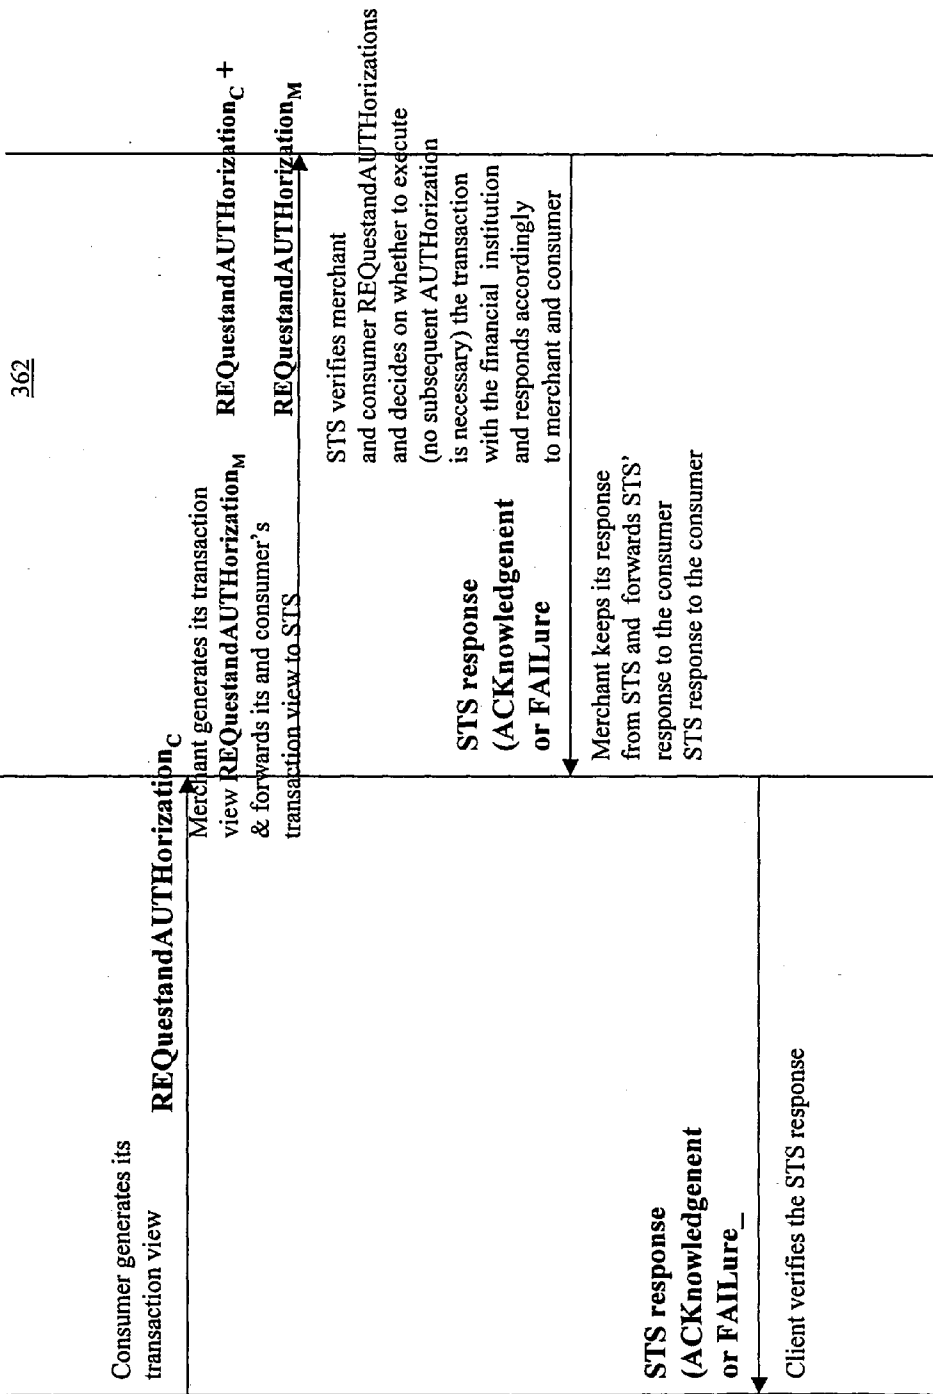 362
Consumer generates its
transaction view
REQuestandAUTHorization_C
Merchant generates its transaction
view REQuestandAUTHorization_M
& forwards its and consumer's
transaction view to STS
REQuestandAUTHorization_C +
REQuestandAUTHorization_M
STS verifies merchant
and consumer REQuestandAUTHorizations
and decides on whether to execute
(no subsequent AUTHorization
is necessary) the transaction
with the financial institution
and responds accordingly
to merchant and consumer
STS response
(ACKnowledgenent
or FAILure
Merchant keeps its response
from STS and forwards STS'
response to the consumer
STS response to the consumer
STS response
(ACKnowledgenent
or FAILure_
Client verifies the STS response